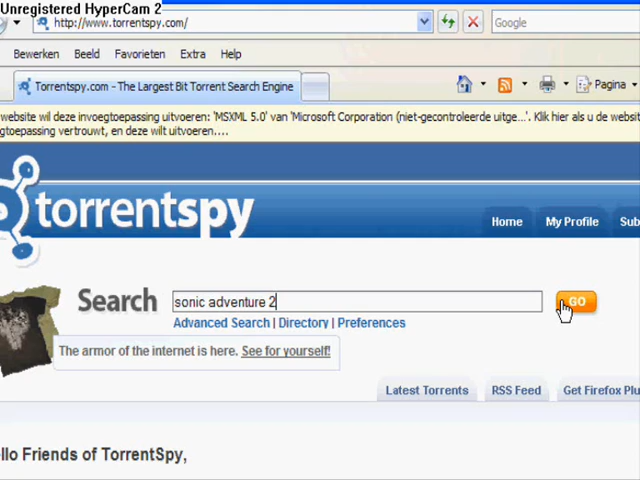 Unregistered HyperCam 2
http://www.torrentspy.com/
Google
Bewerken Beeld Favorieten Extra Help
Torrentspy.com - The Largest Bit Torrent Search Engine
Pagina
website wil deze invoegtoepassing uitvoeren: 'MSXML 5.0' van 'Microsoft Corporation (niet-gecontroleerde uitge...'. Klik hier als u de websit
gtoepassing vertrouwt, en deze wilt uitvoeren....
torrentspy
Home My Profile Sub
Search sonic adventure 2 GO
Advanced Search | Directory | Preferences
The armor of the internet is here. See for yourself!
Latest Torrents RSS Feed Get Firefox Plu
llo Friends of TorrentSpy,